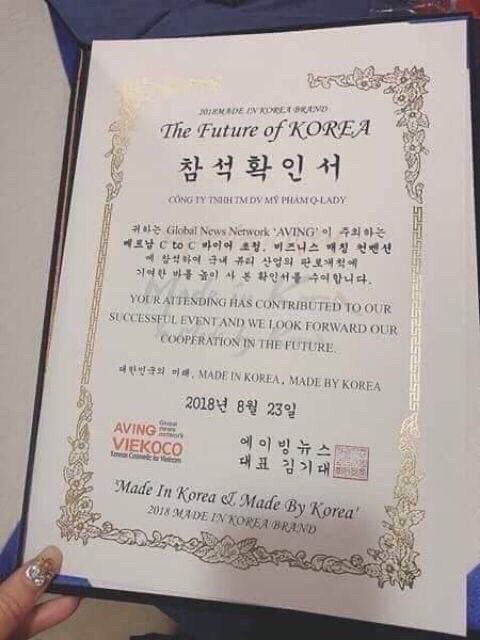 2018 MADE IN KOREA BRAND
The Future of KOREA
참석확인서
CÔNG TY TNHH TM DV MỸ PHẨM Q-LADY
귀하는 Global News Network 'AVING' 이 주최하는
베트남 C to C 바이어 초청, 비즈니스 매칭 컨벤션
에 참석하여 국내 뷰티 산업의 판로개척에
기여한 바를 높이 사 본 확인서를 수여합니다.
YOUR ATTENDING HAS CONTRIBUTED TO OUR
SUCCESSFUL EVENT AND WE LOOK FORWARD OUR
COOPERATION IN THE FUTURE.
대한민국의 미래, MADE IN KOREA, MADE BY KOREA
2018년 8월 23일
AVING Global news network
VIEKOCO
Korean Cosmetic for Vietnam
에이빙뉴스
대표 김기대
'Made In Korea & Made By Korea'
2018 MADE IN KOREA BRAND